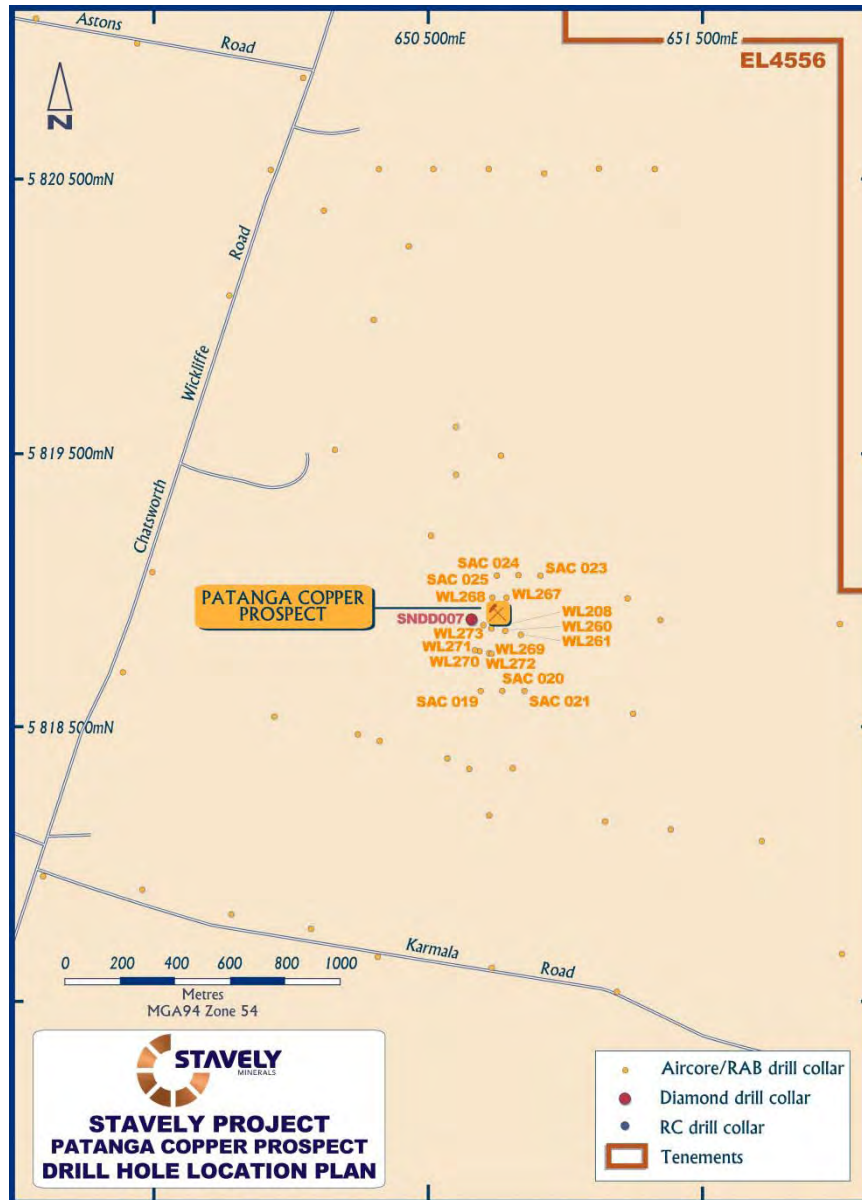 Astons
Road
650 500mE
651 500mE
EL4556
N
5 820 500mN
Road
Wickliffe
5 819 500mN
Chatsworth
SAC 024
SAC 023
SAC 025
PATANGA COPPER
PROSPECT
WL268
WL267
SNDD007
WL208
WL273
WL260
WL261
WL271
WL269
WL270
WL272
SAC 020
SAC 019
SAC 021
5 818 500mN
Karmala
Road
0 200 400 600 800 1000
Metres
MGA94 Zone 54
STAVELY
MINERALS
STAVELY PROJECT
PATANGA COPPER PROSPECT
DRILL HOLE LOCATION PLAN
Aircore/RAB drill collar
Diamond drill collar
RC drill collar
Tenements